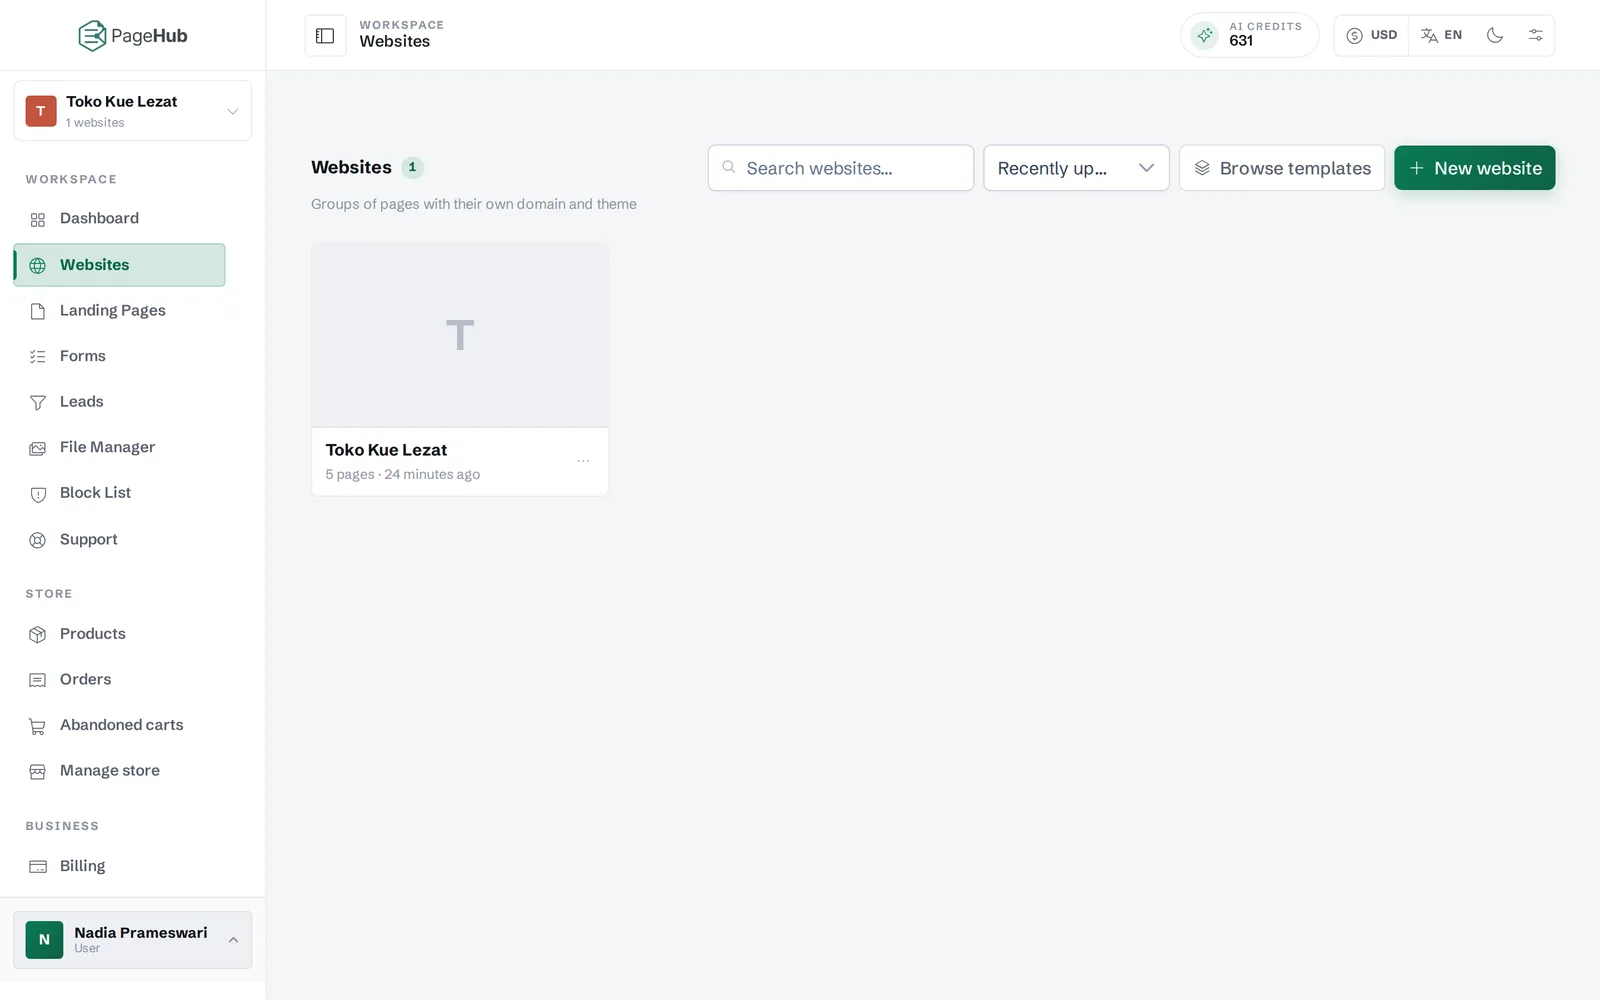 PageHub
WORKSPACE
Websites
AI CREDITS
631
USD
EN
T
Toko Kue Lezat
1 websites
WORKSPACE
Dashboard
Websites
Landing Pages
Forms
Leads
File Manager
Block List
Support
STORE
Products
Orders
Abandoned carts
Manage store
BUSINESS
Billing
N
Nadia Prameswari
User
Websites 1
Groups of pages with their own domain and theme
Search websites...
Recently up...
Browse templates
New website
T
Toko Kue Lezat
5 pages · 24 minutes ago